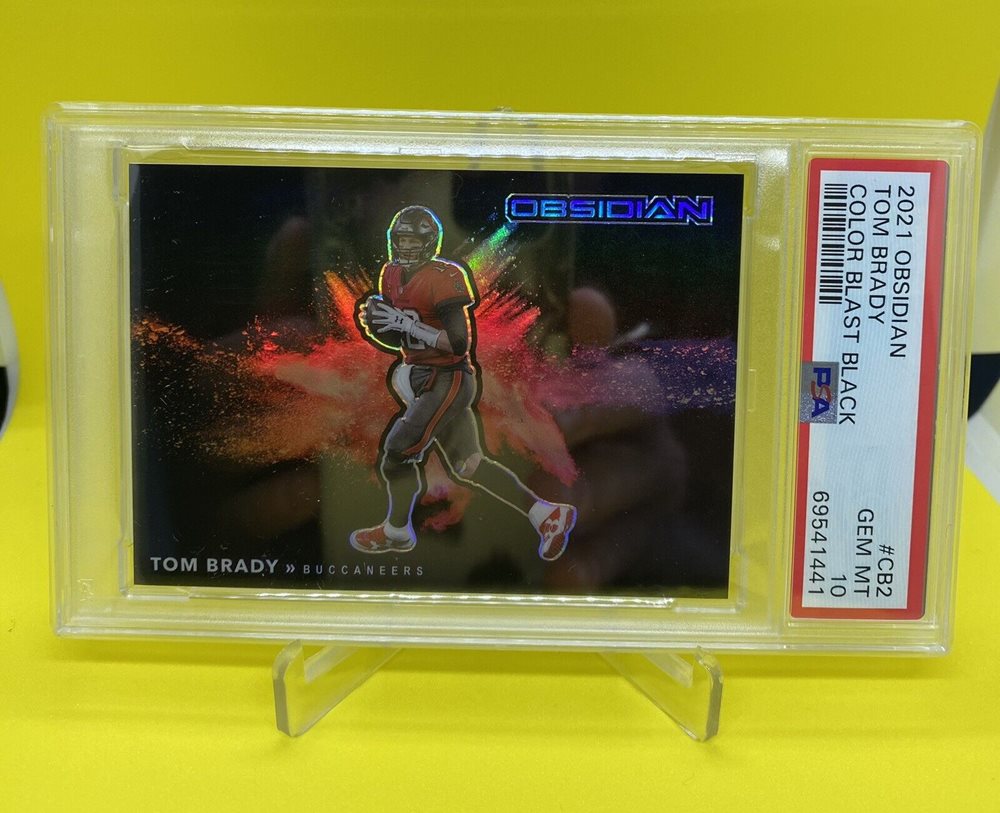 OBSIDIAN
TOM BRADY » BUCCANEERS
2021 OBSIDIAN #CB2
TOM BRADY GEM MT
COLOR BLAST BLACK 10
PSA 69541441